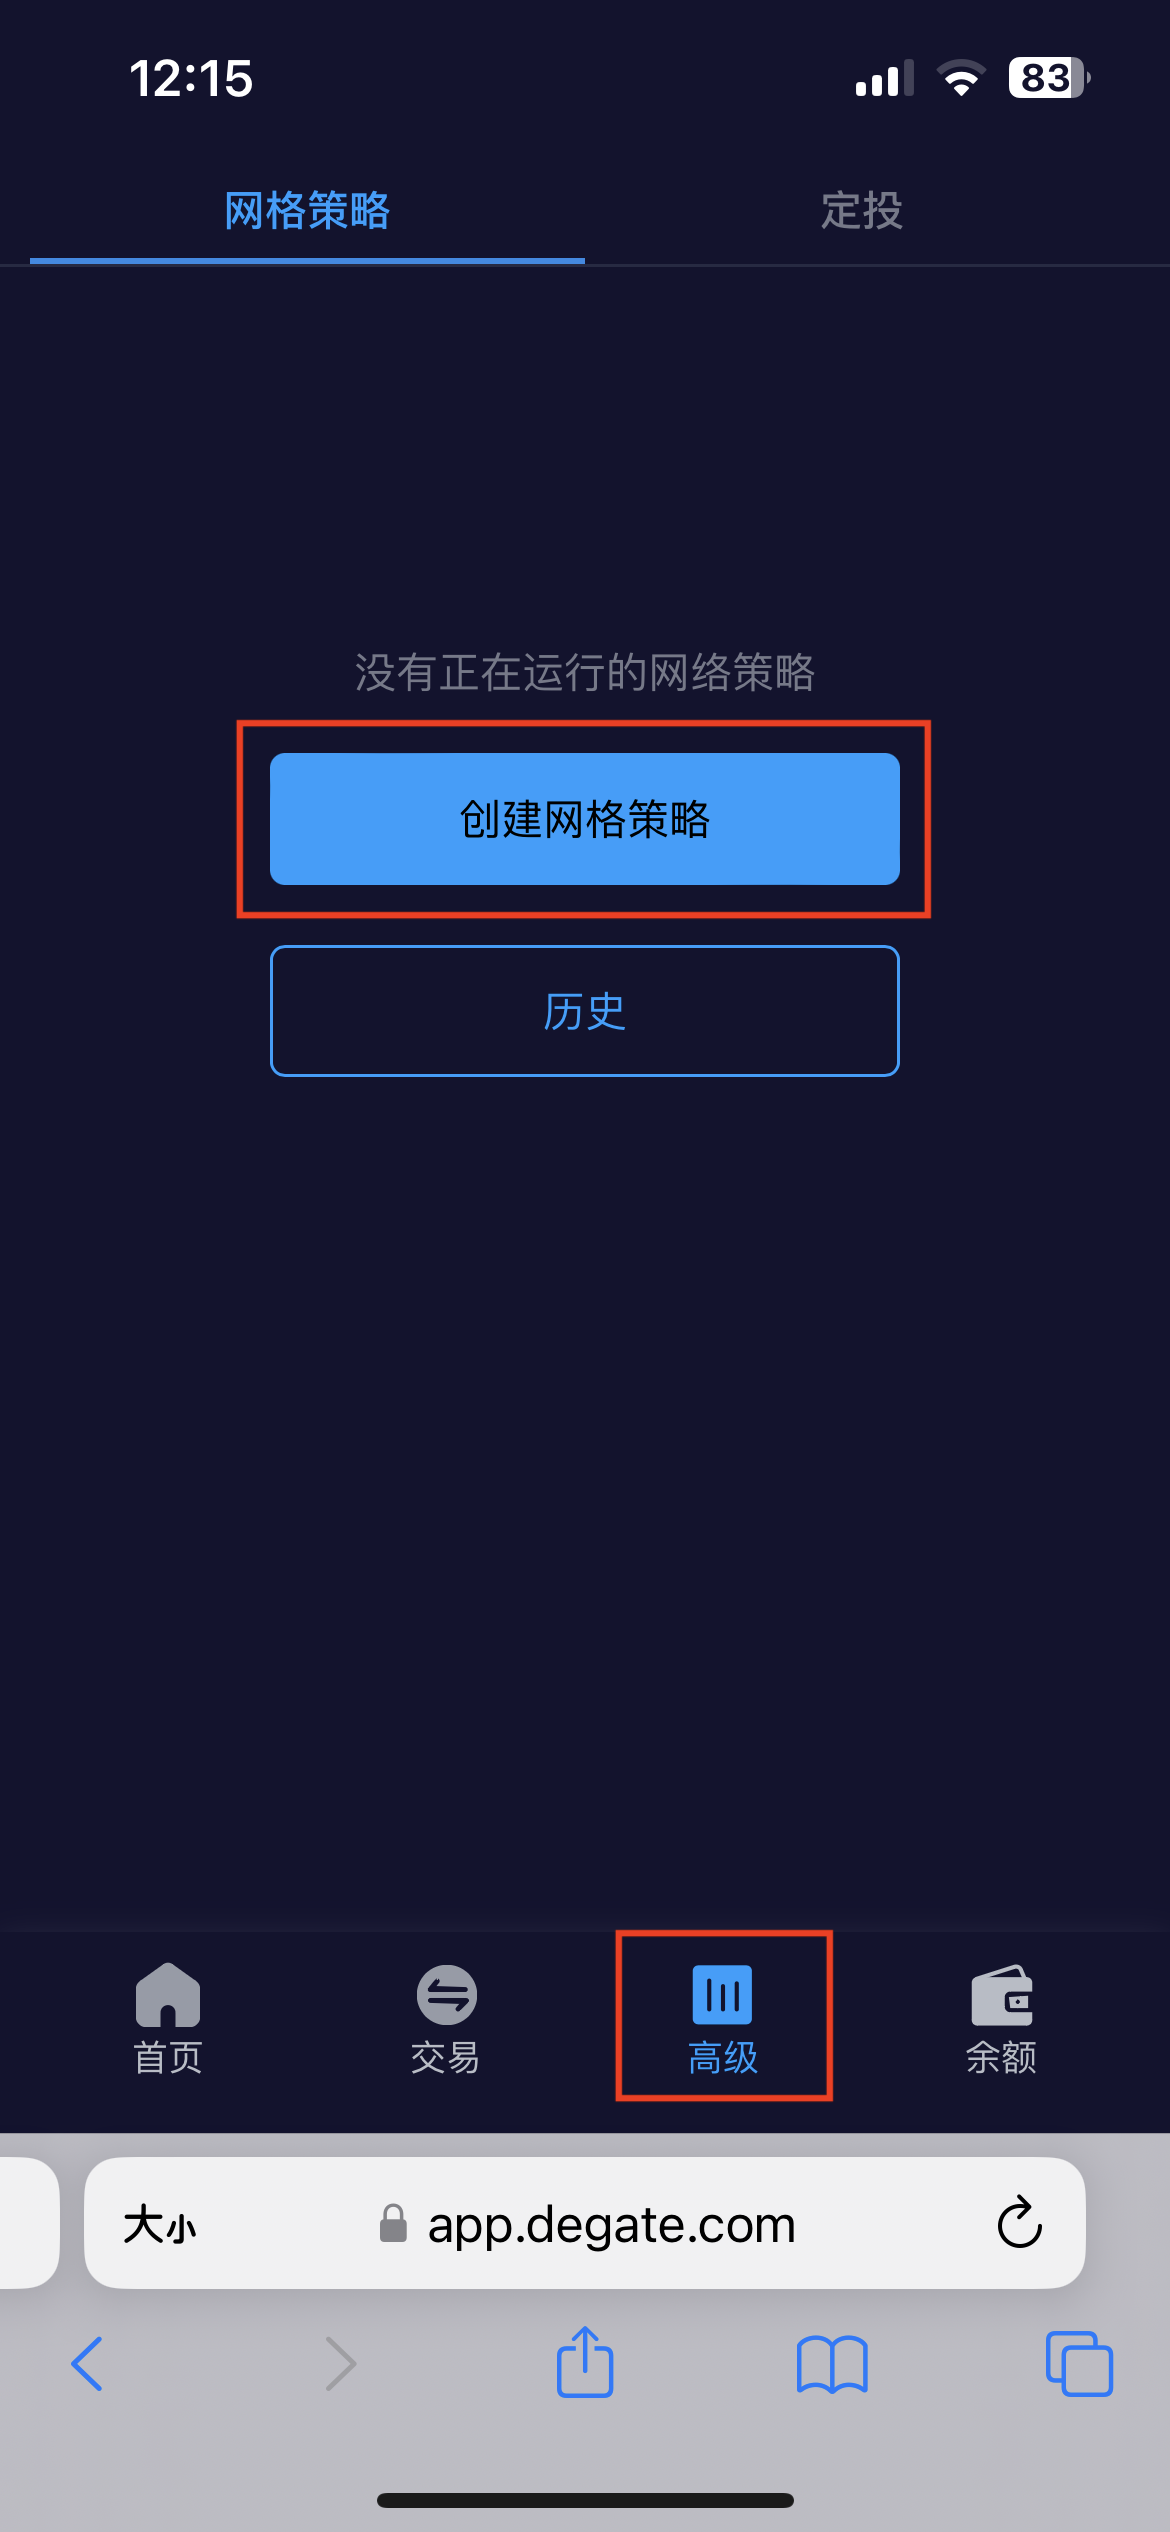 12:15
83
网格策略
定投
没有正在运行的网络策略
创建网格策略
历史
首页
交易
高级
余额
大小
app.degate.com